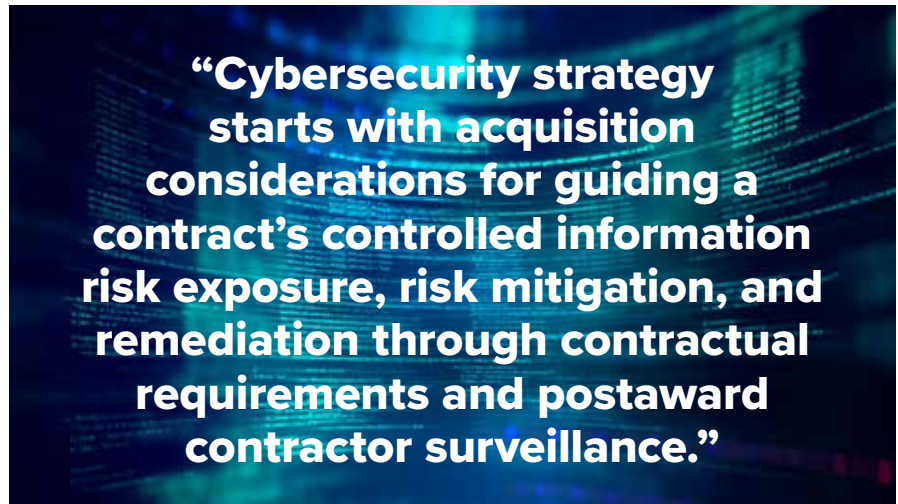 “Cybersecurity strategy
starts with acquisition
considerations for guiding a
contract’s controlled information
risk exposure, risk mitigation, and
remediation through contractual
requirements and postaward
contractor surveillance.”